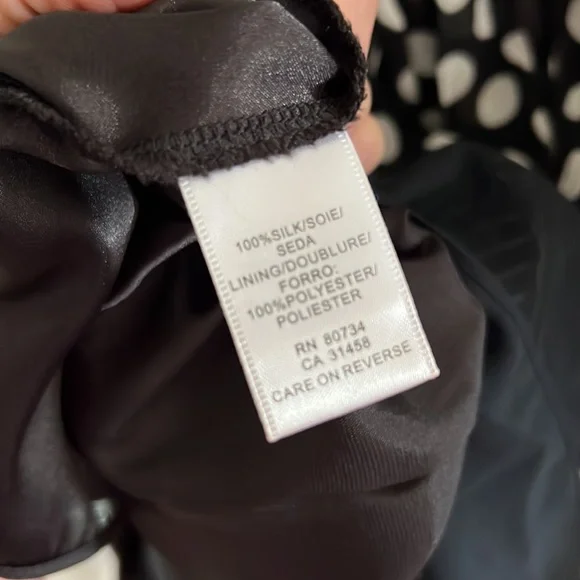 100%SILK/SOIE/
SEDA
LINING/DOUBLURE/
FORRO:
100%POLYESTER/
POLIESTER
RN 80734
CA 31458
CARE ON REVERSE